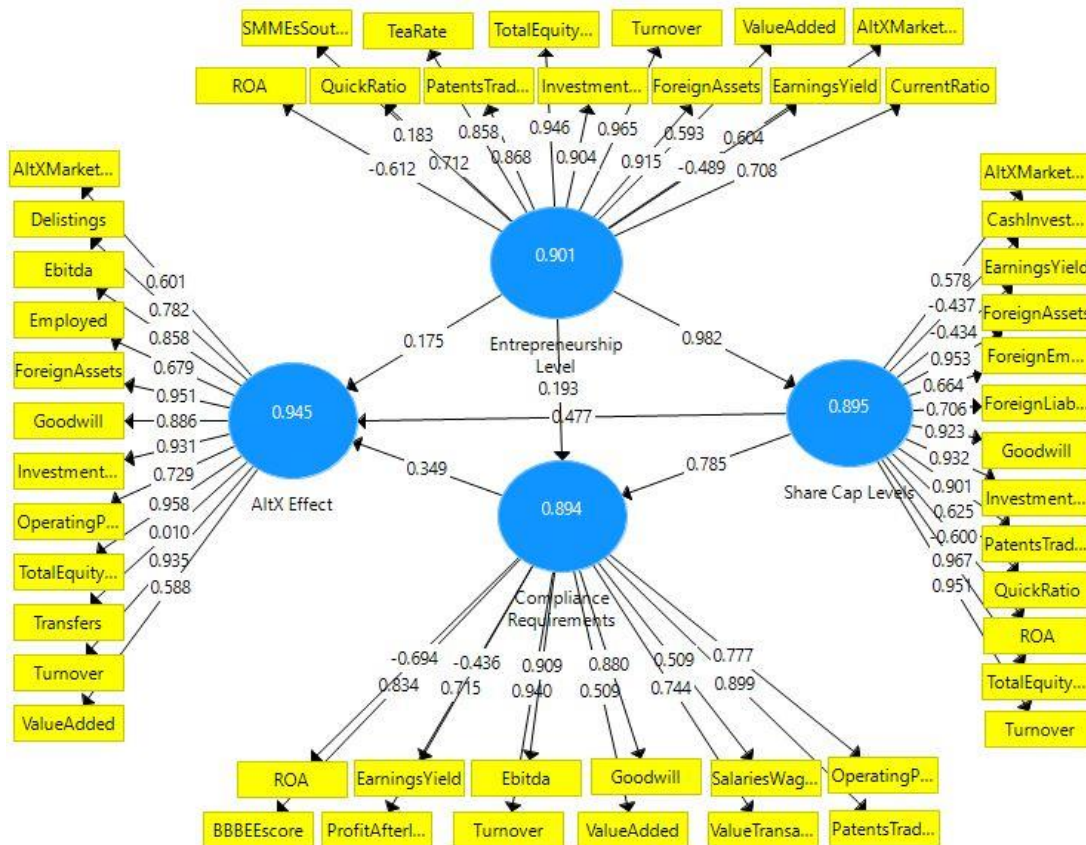 SMMEsSout...
TeaRate
TotalEquity...
Turnover
ValueAdded
AltXMarket...
ROA
QuickRatio
PatentsTrad...
Investment...
ForeignAssets
EarningsYield
CurrentRatio
0.183
0.858
0.946
0.965
0.593
0.604
-0.612
0.712
0.868
0.904
0.915
-0.489
0.708
0.901
Entrepreneurship
Level
0.175
0.193
0.982
0.477
0.349
0.785
AltXMarket...
Delistings
Ebitda
Employed
ForeignAssets
Goodwill
Investment...
OperatingP...
TotalEquity...
Transfers
Turnover
ValueAdded
0.601
0.782
0.858
0.679
0.951
0.886
0.931
0.729
0.958
0.010
0.935
0.588
0.945
AltX Effect
0.895
Share Cap Levels
0.578
-0.437
-0.434
0.953
0.664
0.706
0.923
0.932
0.901
0.625
-0.600
0.967
0.951
AltXMarket...
CashInvest...
EarningsYield
ForeignAssets
ForeignEm...
ForeignLiab...
Goodwill
Investment...
PatentsTrad...
QuickRatio
ROA
TotalEquity...
Turnover
0.894
Compliance
Requirements
-0.694
-0.436
0.909
0.880
0.509
0.777
0.834
0.715
0.940
0.509
0.744
0.899
ROA
EarningsYield
Ebitda
Goodwill
SalariesWag...
OperatingP...
BBBEEscore
ProfitAfterI...
Turnover
ValueAdded
ValueTransa...
PatentsTrad...